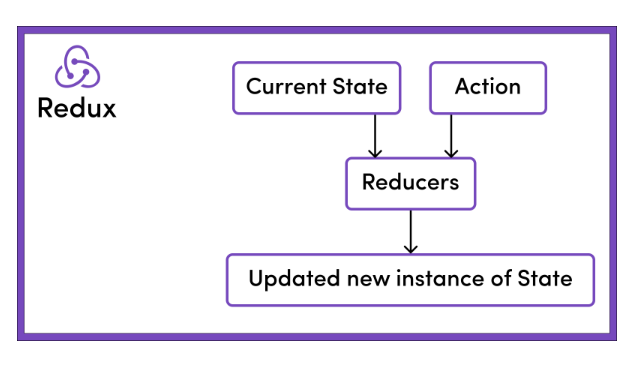 Redux
Current State
Action
Reducers
Updated new instance of State